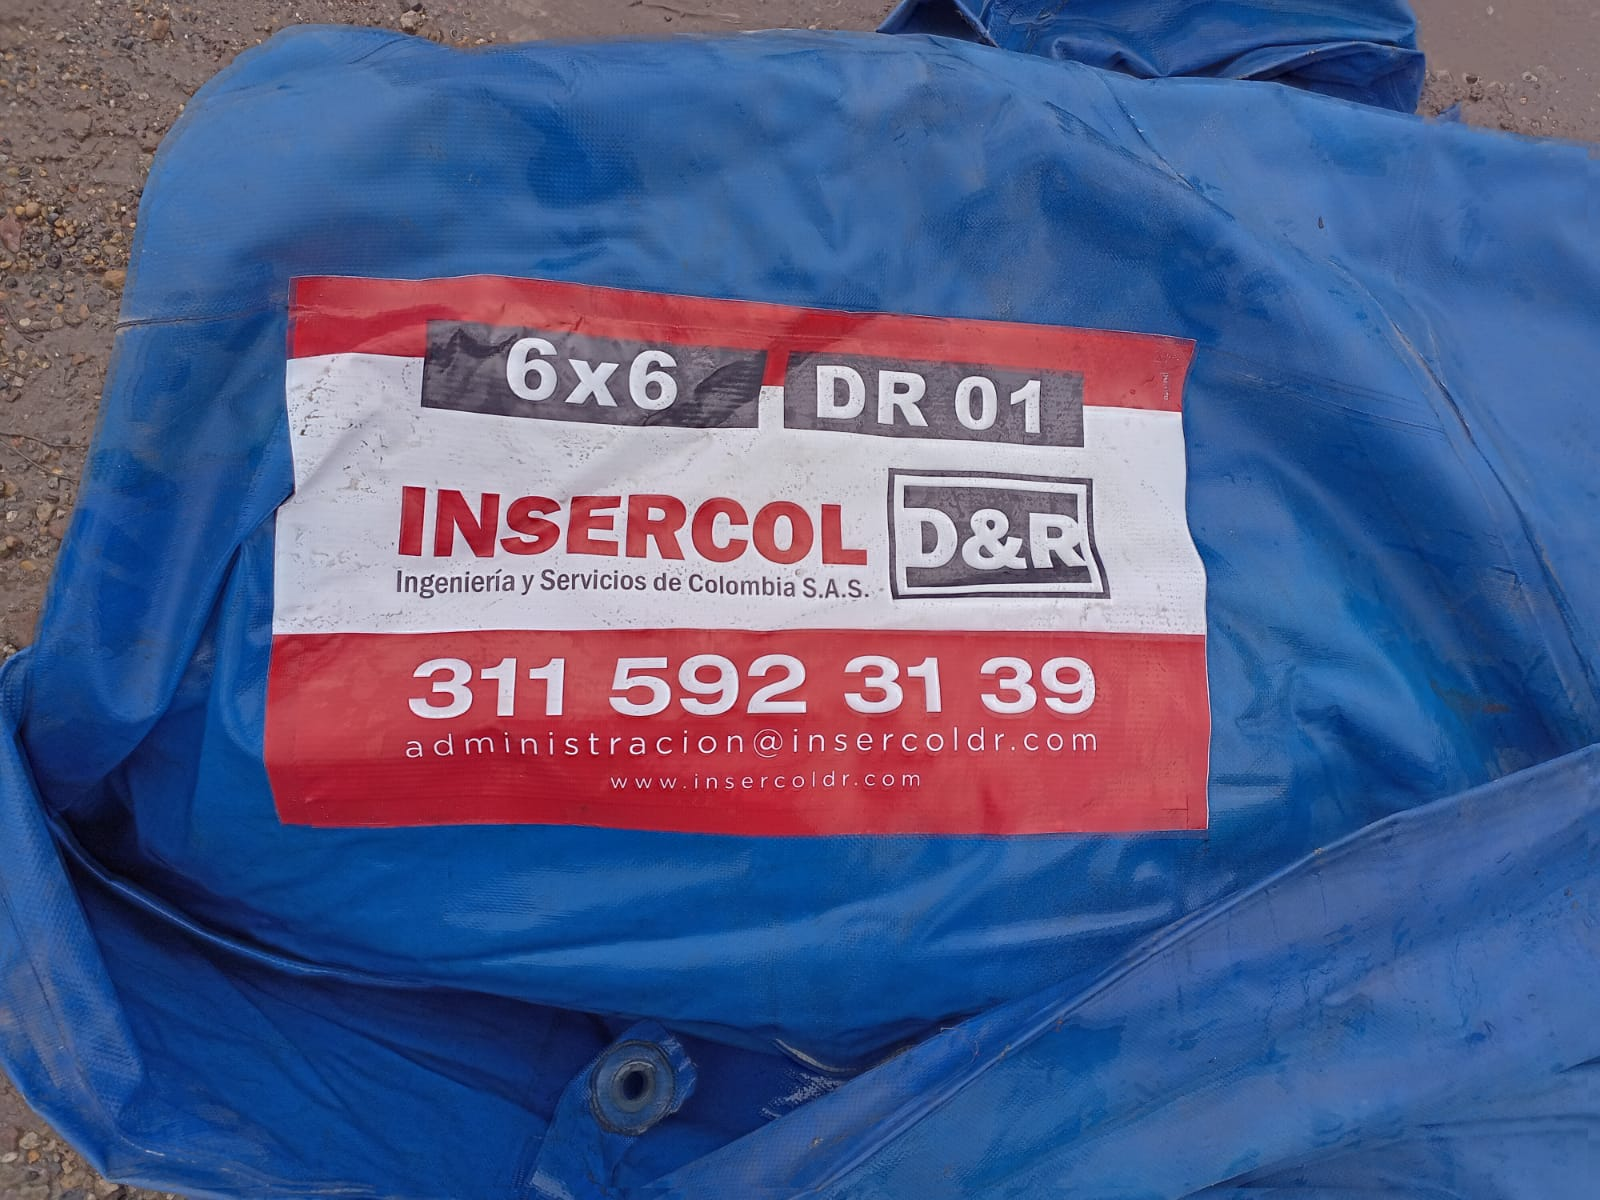 6x6 DR 01
INSERCOL D&R
Ingeniería y Servicios de Colombia S.A.S.
311 592 31 39
administracion@insercoldr.com
www.insercoldr.com